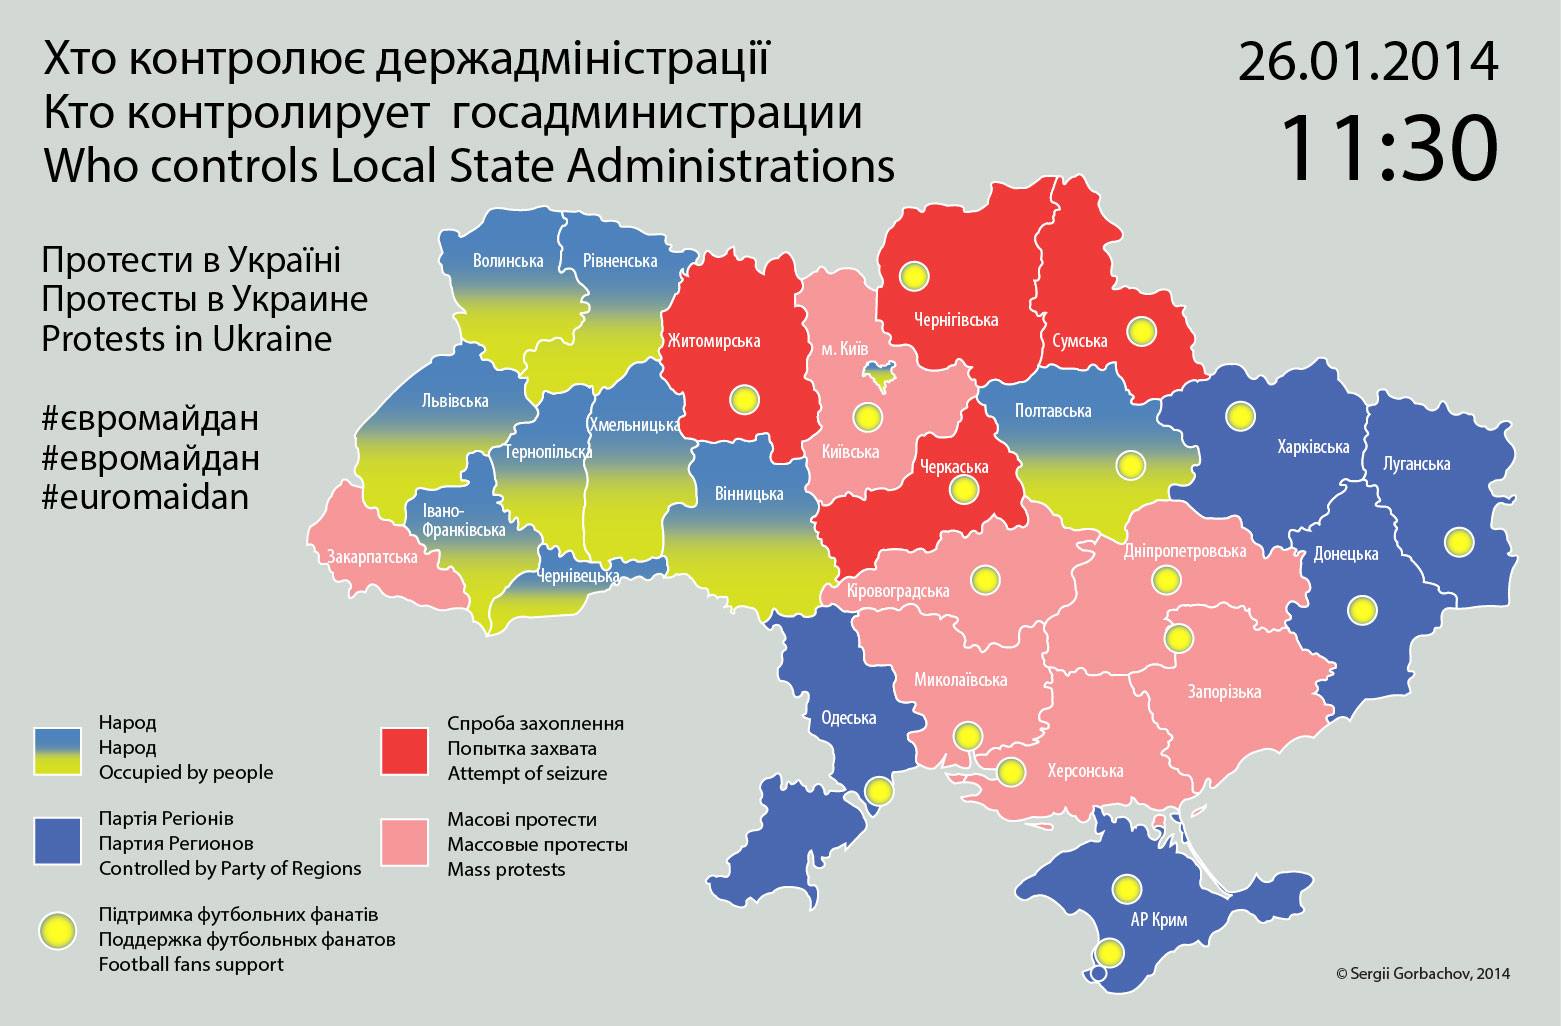 Хто контролює держадміністрації
Кто контролирует госадминистрации
Who controls Local State Administrations
26.01.2014
11:30
Протести в Україні
Протесты в Украине
Protests in Ukraine
#євромайдан
#евромайдан
#euromaidan
Волинська
Рівненська
Житомирська
м. Київ
Чернігівська
Сумська
Львівська
Тернопільска
Хмельницька
Вінницька
Київська
Черкаська
Полтавська
Харківська
Луганська
Закарпатська
Івано-
Франківська
Чернівецька
Кіровоградська
Дніпропетровська
Донецька
Одеська
Миколаївська
Запорізька
Херсонська
АР Крим
Народ
Народ
Occupied by people
Партія Регіонів
Партия Регионов
Controlled by Party of Regions
Підтримка футбольних фанатів
Поддержка футбольных фанатов
Football fans support
Спроба захоплення
Попытка захвата
Attempt of seizure
Масові протести
Массовые протесты
Mass protests
© Sergii Gorbachov, 2014